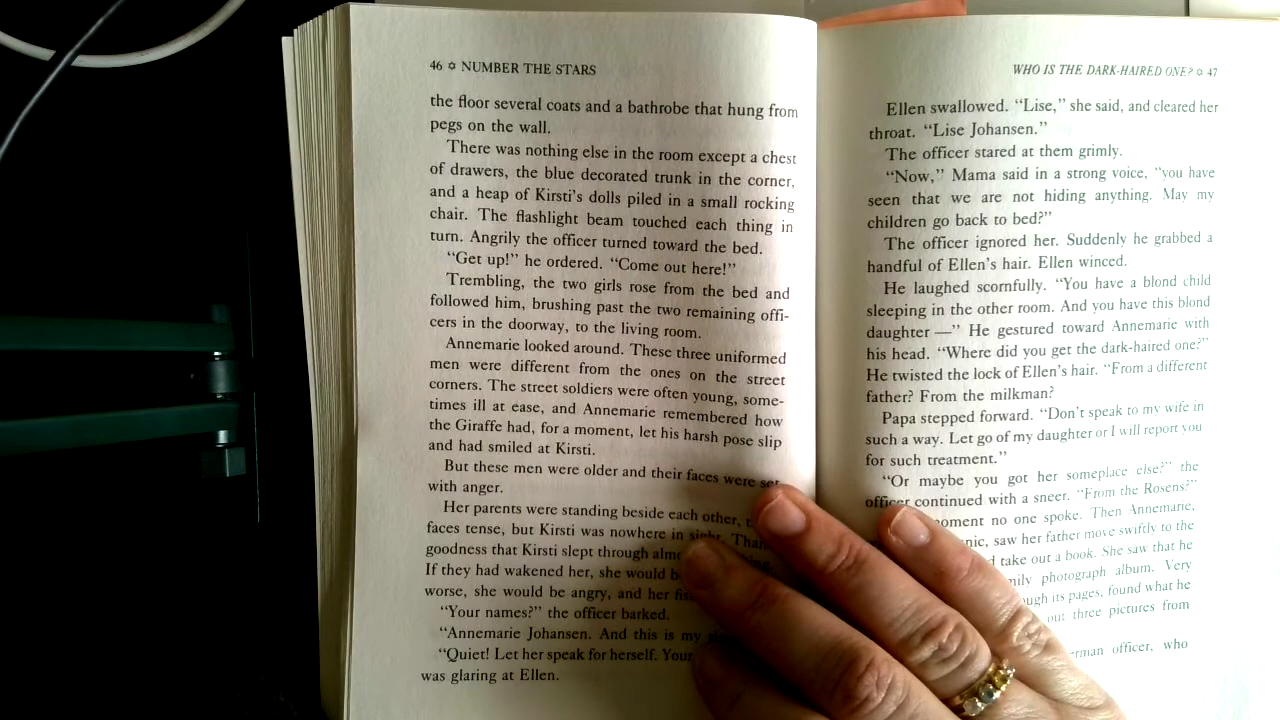 46 ✡ NUMBER THE STARS
the floor several coats and a bathrobe that hung from
pegs on the wall.
There was nothing else in the room except a chest
of drawers, the blue decorated trunk in the corner,
and a heap of Kirsti's dolls piled in a small rocking
chair. The flashlight beam touched each thing in
turn. Angrily the officer turned toward the bed.
“Get up!” he ordered. “Come out here!”
Trembling, the two girls rose from the bed and
followed him, brushing past the two remaining offi-
cers in the doorway, to the living room.
Annemarie looked around. These three uniformed
men were different from the ones on the street
corners. The street soldiers were often young, some-
times ill at ease, and Annemarie remembered how
the Giraffe had, for a moment, let his harsh pose slip
and had smiled at Kirsti.
But these men were older and their faces were set
with anger.
Her parents were standing beside each other,
faces tense, but Kirsti was nowhere in sight. Thank
goodness that Kirsti slept through
If they had wakened her, she would
worse, she would be angry, and her
“Your names?” the officer barked.
“Annemarie Johansen. And this is my
“Quiet! Let her speak for herself.
was glaring at Ellen.
WHO IS THE DARK-HAIRED ONE? ✡ 47
Ellen swallowed. “Lise,” she said, and cleared her
throat. “Lise Johansen.”
The officer stared at them grimly.
“Now,” Mama said in a strong voice, “you have
seen that we are not hiding anything. May my
children go back to bed?”
The officer ignored her. Suddenly he grabbed a
handful of Ellen's hair. Ellen winced.
He laughed scornfully. “You have a blond child
sleeping in the other room. And you have this blond
daughter —” He gestured toward Annemarie with
his head. “Where did you get the dark-haired one?”
He twisted the lock of Ellen's hair. “From a different
father? From the milkman?
Papa stepped forward. “Don't speak to my wife in
such a way. Let go of my daughter or I will report you
for such treatment.”
“Or maybe you got her someplace else?” the
officer continued with a sneer. “From the Rosens?”
no one spoke. Then Annemarie,
saw her father move swiftly to the
take out a book. She saw that he
photograph album. Very
its pages, found what he
out three pictures from
officer, who